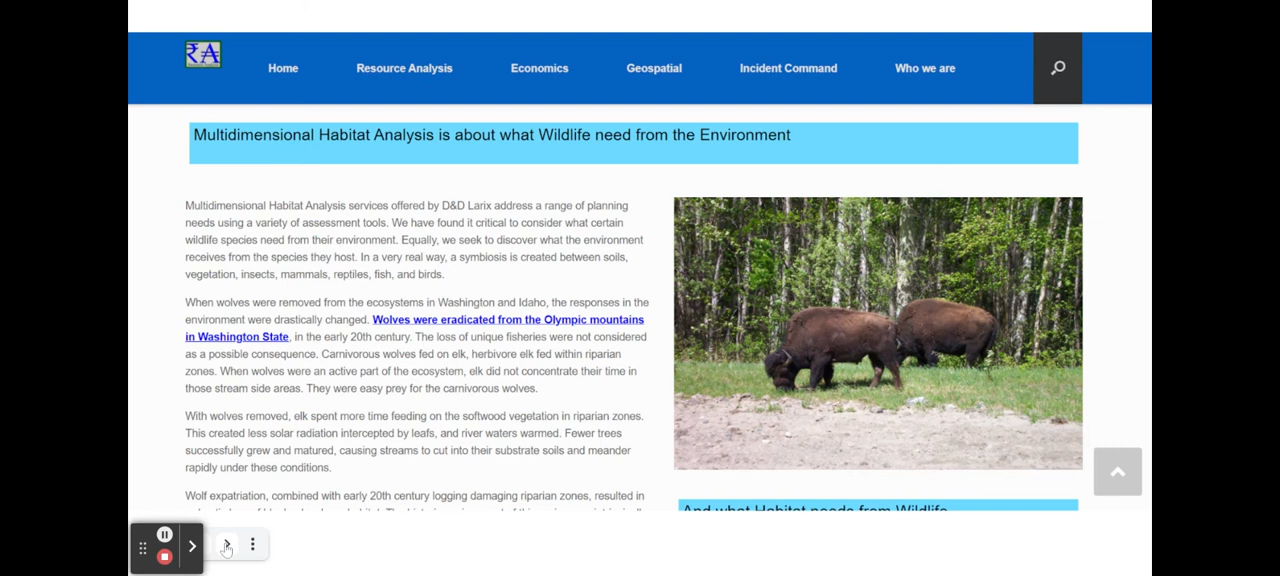 Home Resource Analysis Economics Geospatial Incident Command Who we are
Multidimensional Habitat Analysis is about what Wildlife need from the Environment
Multidimensional Habitat Analysis services offered by D&D Larix address a range of planning
needs using a variety of assessment tools. We have found it critical to consider what certain
wildlife species need from their environment. Equally, we seek to discover what the environment
receives from the species they host. In a very real way, a symbiosis is created between soils,
vegetation, insects, mammals, reptiles, fish, and birds.
When wolves were removed from the ecosystems in Washington and Idaho, the responses in the
environment were drastically changed. Wolves were eradicated from the Olympic mountains
in Washington State, in the early 20th century. The loss of unique fisheries were not considered
as a possible consequence. Carnivorous wolves fed on elk, herbivore elk fed within riparian
zones. When wolves were an active part of the ecosystem, elk did not concentrate their time in
those stream side areas. They were easy prey for the carnivorous wolves.
With wolves removed, elk spent more time feeding on the softwood vegetation in riparian zones.
This created less solar radiation intercepted by leafs, and river waters warmed. Fewer trees
successfully grew and matured, causing streams to cut into their substrate soils and meander
rapidly under these conditions.
Wolf expatriation, combined with early 20th century logging damaging riparian zones, resulted in
And what Habitat needs from Wildlife